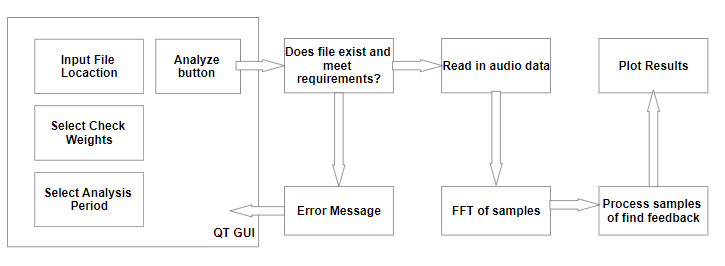 Input File
Locaction
Analyze
button
Select Check
Weights
Select Analysis
Period
QT GUI
Does file exist and
meet
requirements?
Error Message
Read in audio data
FFT of samples
Plot Results
Process samples
of find feedback